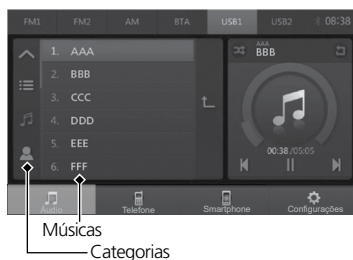 FM1 FM2 AM BTA USB1 USB2 08:38
1. AAA
2. BBB
3. CCC
4. DDD
5. EEE
6. FFF
AAA
BBB
00:38 /05:05
Áudio Telefone Smartphone Configurações
Músicas
Categorias